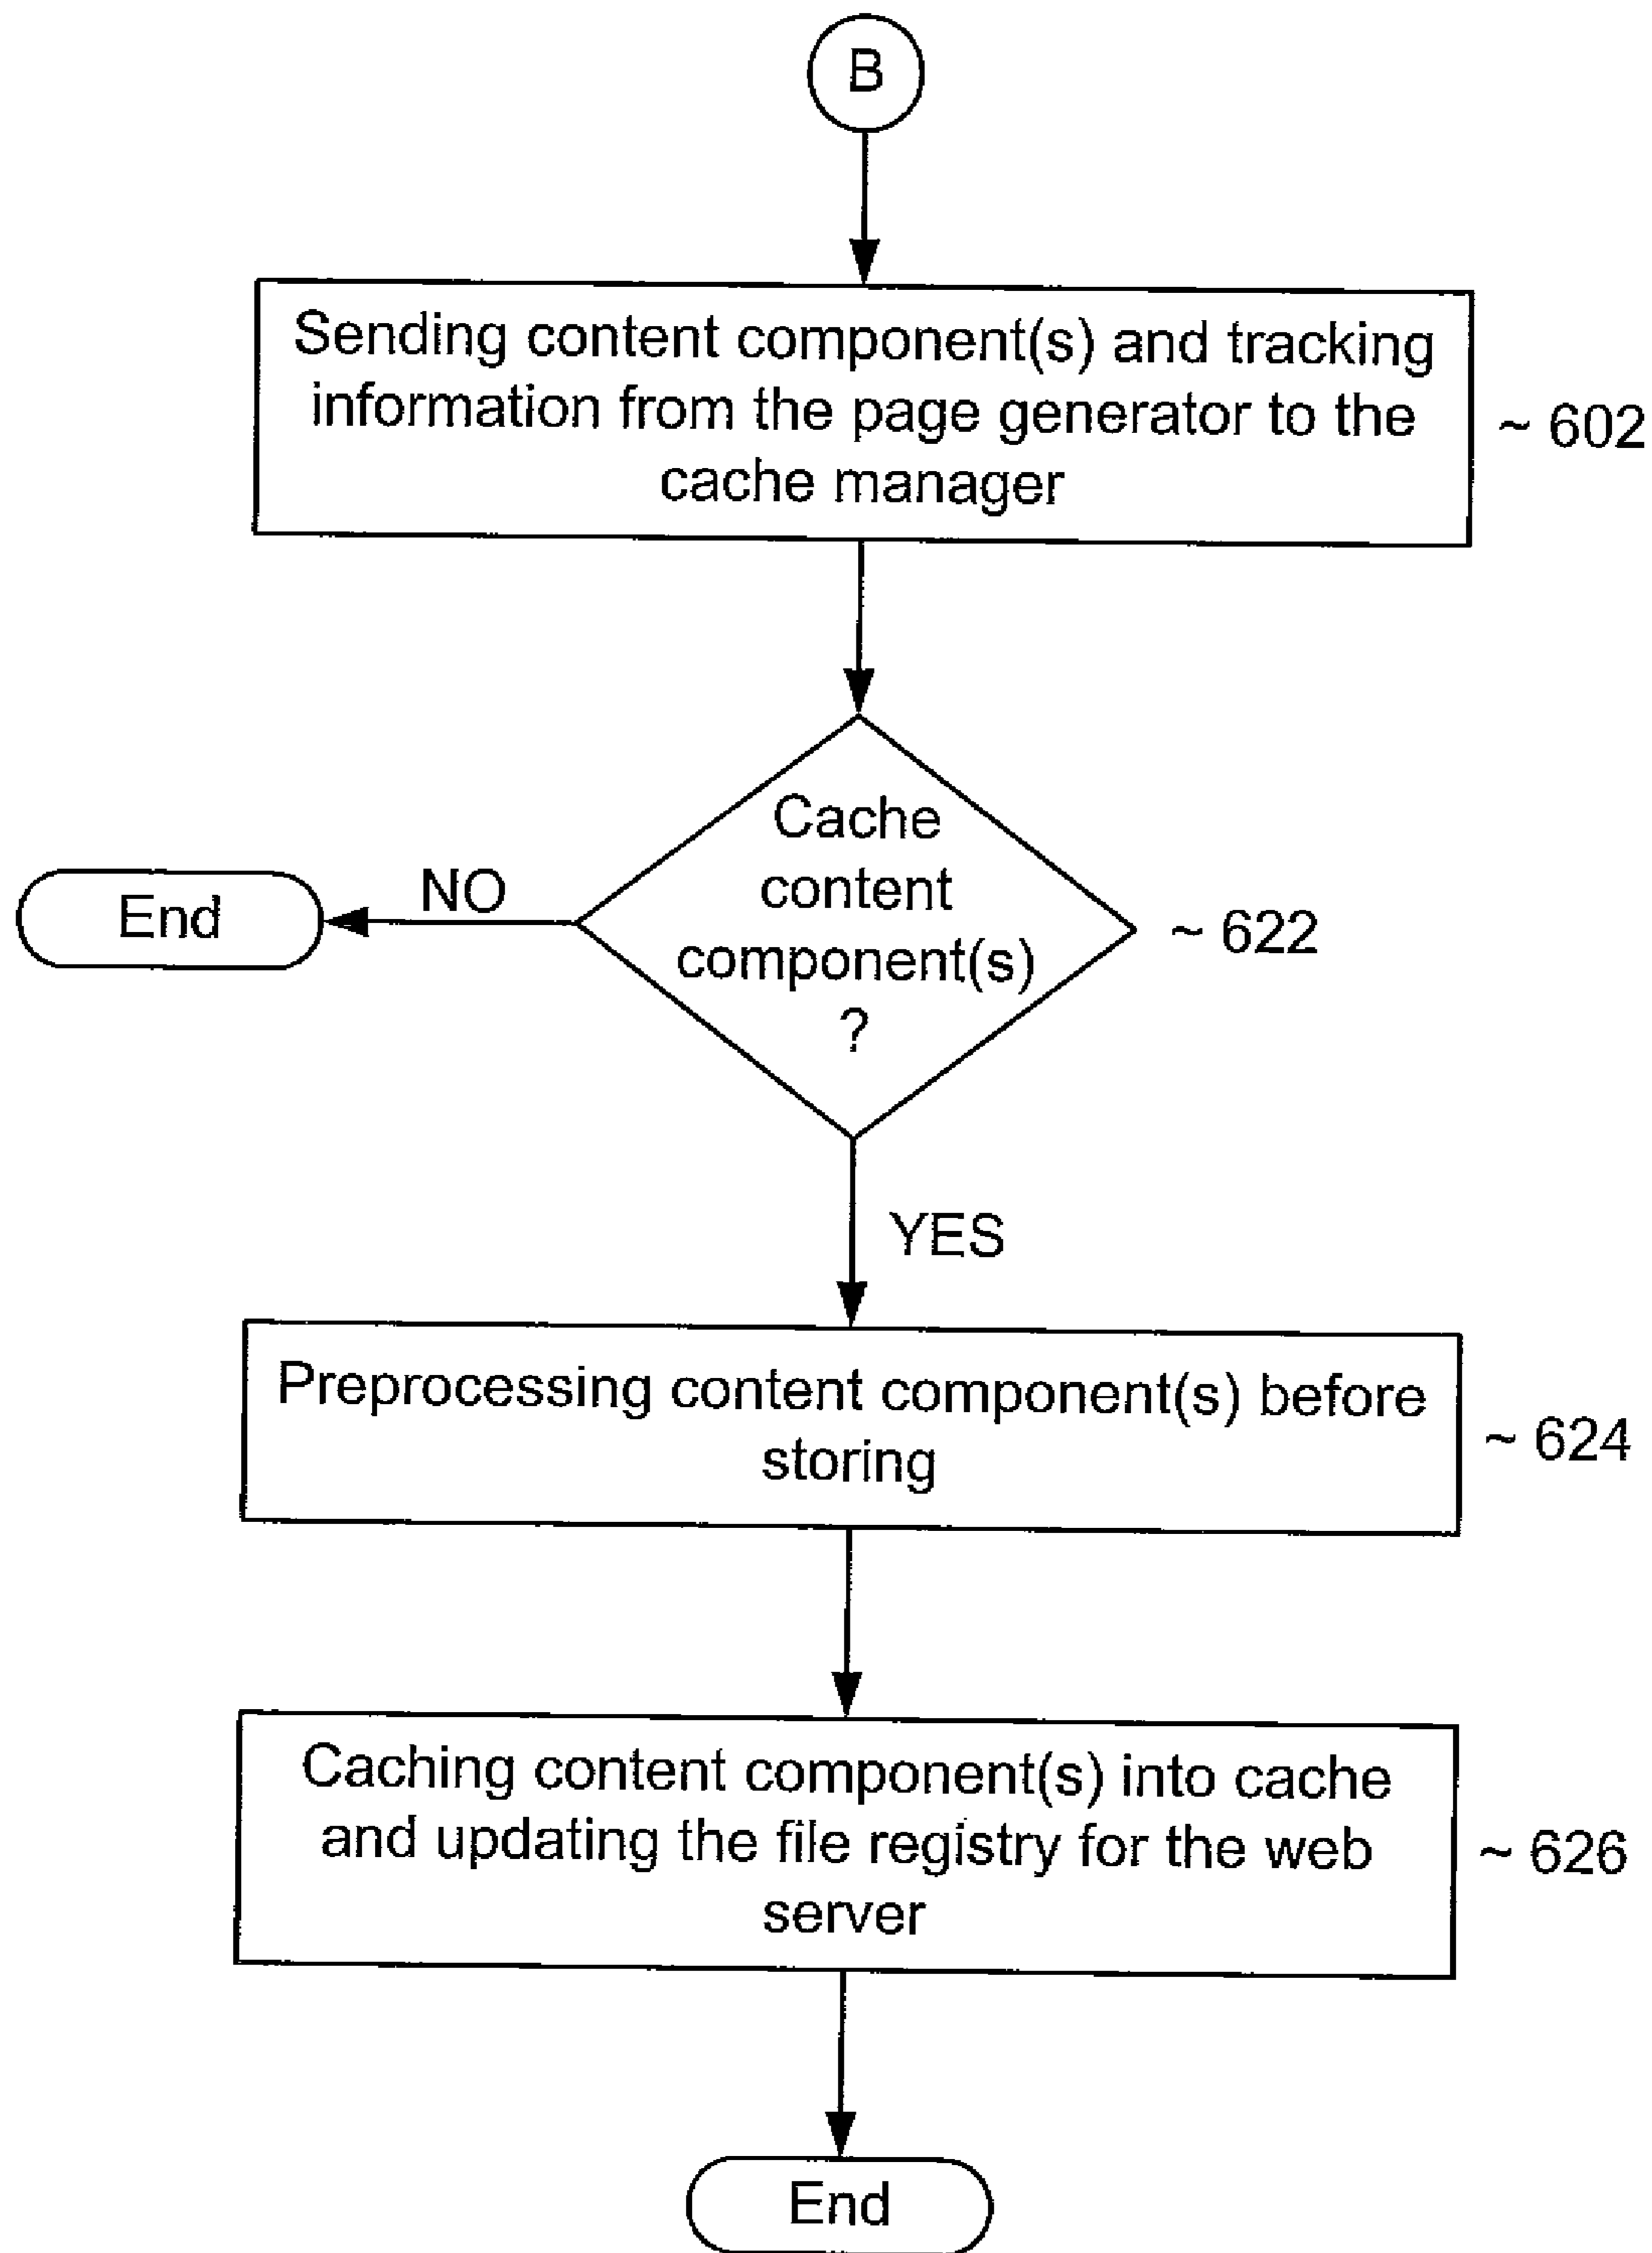 B
Sending content component(s) and tracking
information from the page generator to the
cache manager
~ 602
Cache
content
component(s)
?
~ 622
NO
End
YES
Preprocessing content component(s) before
storing
~ 624
Caching content component(s) into cache
and updating the file registry for the web
server
~ 626
End